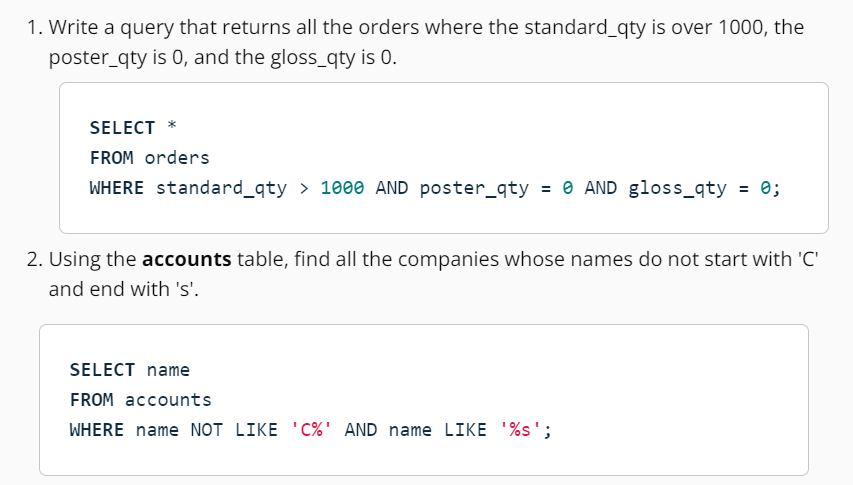 1. Write a query that returns all the orders where the standard_qty is over 1000, the
poster_qty is 0, and the gloss_qty is 0.
SELECT *
FROM orders
WHERE standard_qty > 1000 AND poster_qty = 0 AND gloss_qty = 0;
2. Using the accounts table, find all the companies whose names do not start with 'C'
and end with 's'.
SELECT name
FROM accounts
WHERE name NOT LIKE 'C%' AND name LIKE '%s';